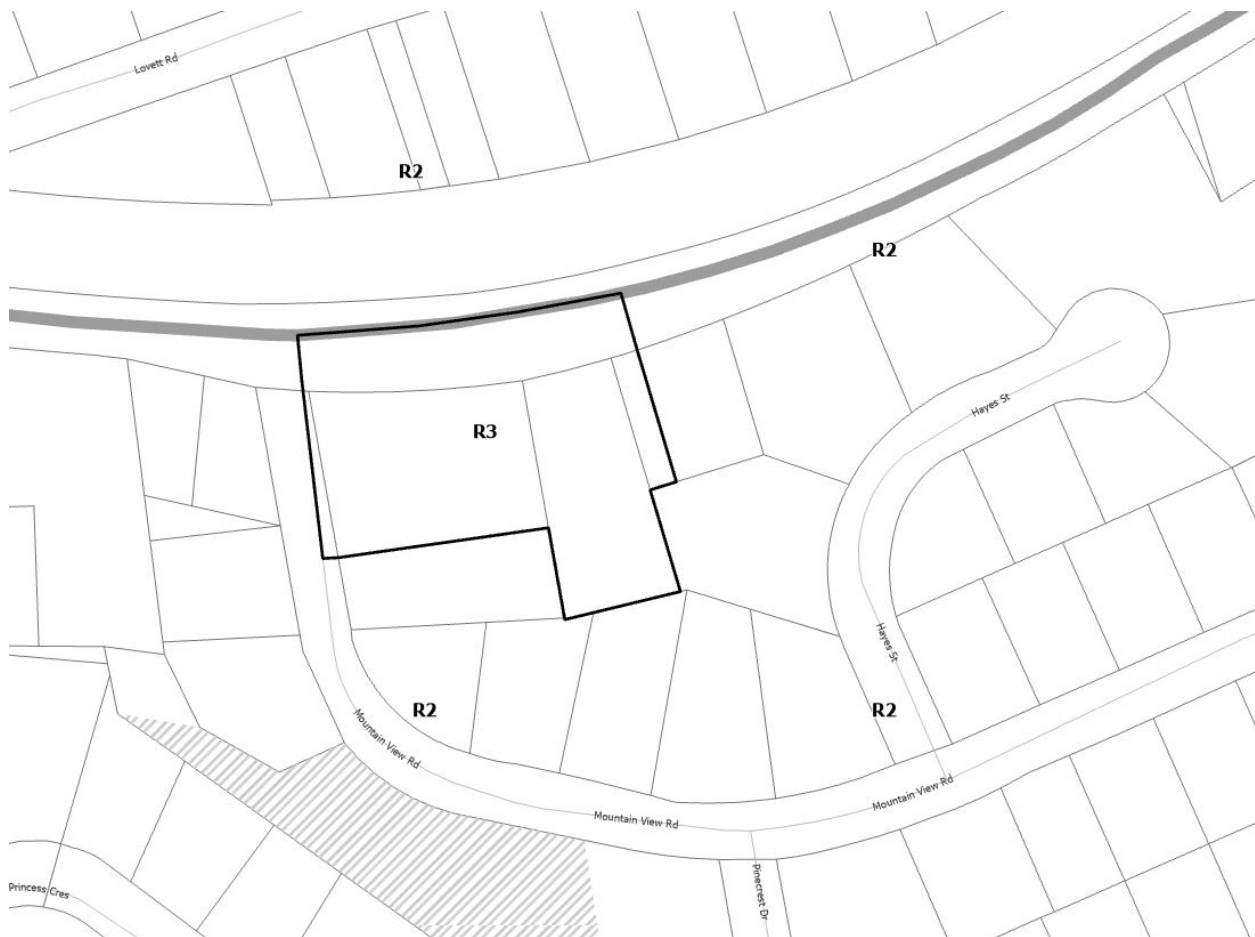 Lovett Rd
R2
R2
Hayes St
R3
Hayes St
R2
R2
Mountain View Rd
Mountain View Rd
Mountain View Rd
Pinecrest Dr
Princess Cres